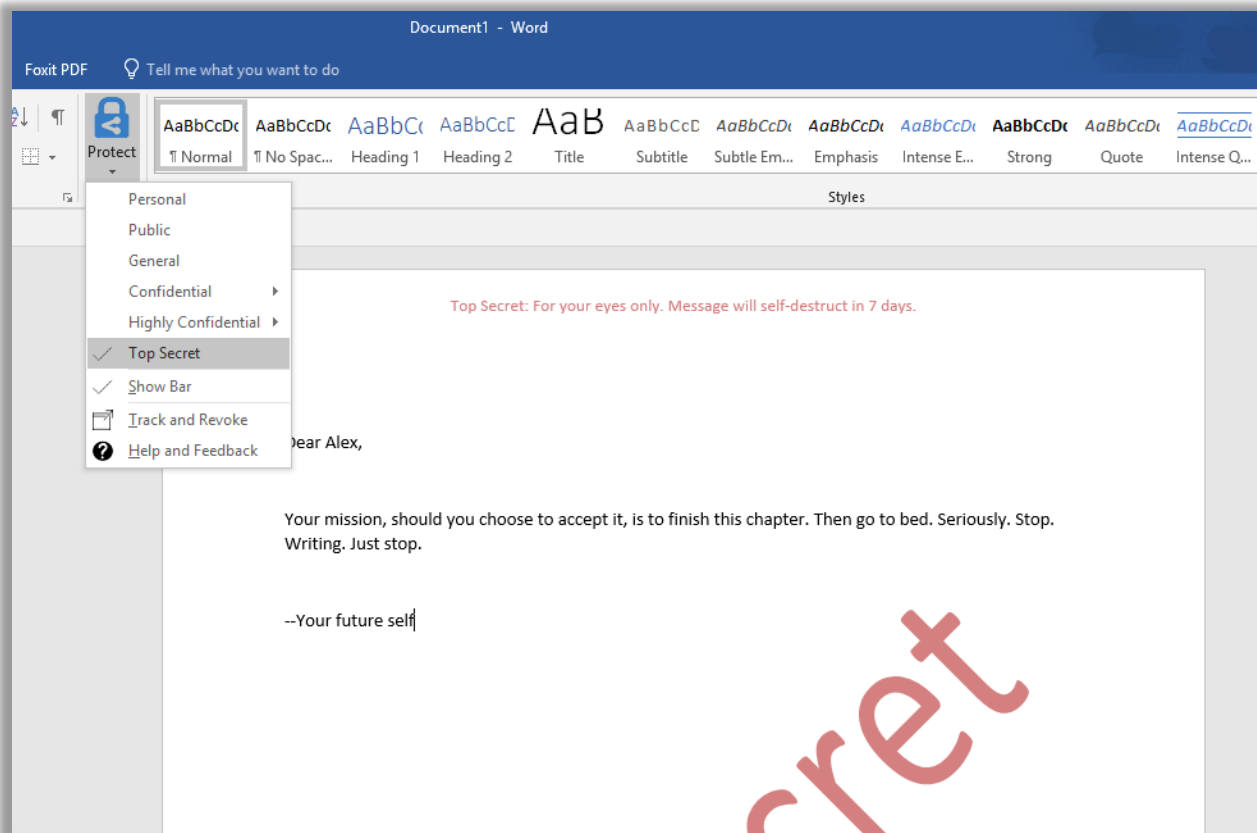 Document1 - Word
Foxit PDF Tell me what you want to do
Protect
AaBbCcDc AaBbCcDc AaBbCc AaBbCcD AaB AaBbCcD AaBbCcDc AaBbCcDc AaBbCcDc AaBbCcDc AaBbCcDc AaBbCcDc
¶ Normal ¶ No Spac... Heading 1 Heading 2 Title Subtitle Subtle Em... Emphasis Intense E... Strong Quote Intense Q...
Styles
Personal
Public
General
Confidential
Highly Confidential
Top Secret
Show Bar
Track and Revoke
Help and Feedback
Top Secret: For your eyes only. Message will self-destruct in 7 days.
Dear Alex,
Your mission, should you choose to accept it, is to finish this chapter. Then go to bed. Seriously. Stop.
Writing. Just stop.
--Your future self
cret